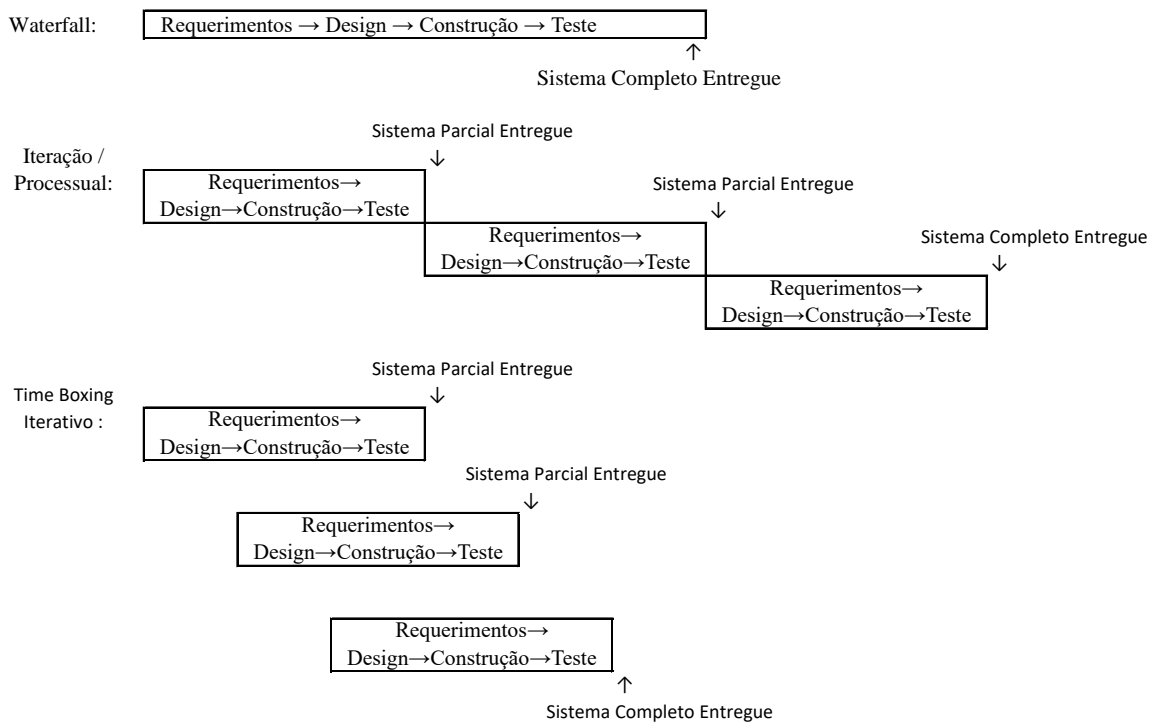 Waterfall:
Requerimentos → Design → Construção → Teste
↑
Sistema Completo Entregue
Sistema Parcial Entregue
↓
Iteração /
Processual:
Requerimentos→
Design→Construção→Teste
Sistema Parcial Entregue
↓
Requerimentos→
Design→Construção→Teste
Sistema Completo Entregue
↓
Requerimentos→
Design→Construção→Teste
Sistema Parcial Entregue
↓
Time Boxing
Iterativo :
Requerimentos→
Design→Construção→Teste
Sistema Parcial Entregue
↓
Requerimentos→
Design→Construção→Teste
Requerimentos→
Design→Construção→Teste
↑
Sistema Completo Entregue